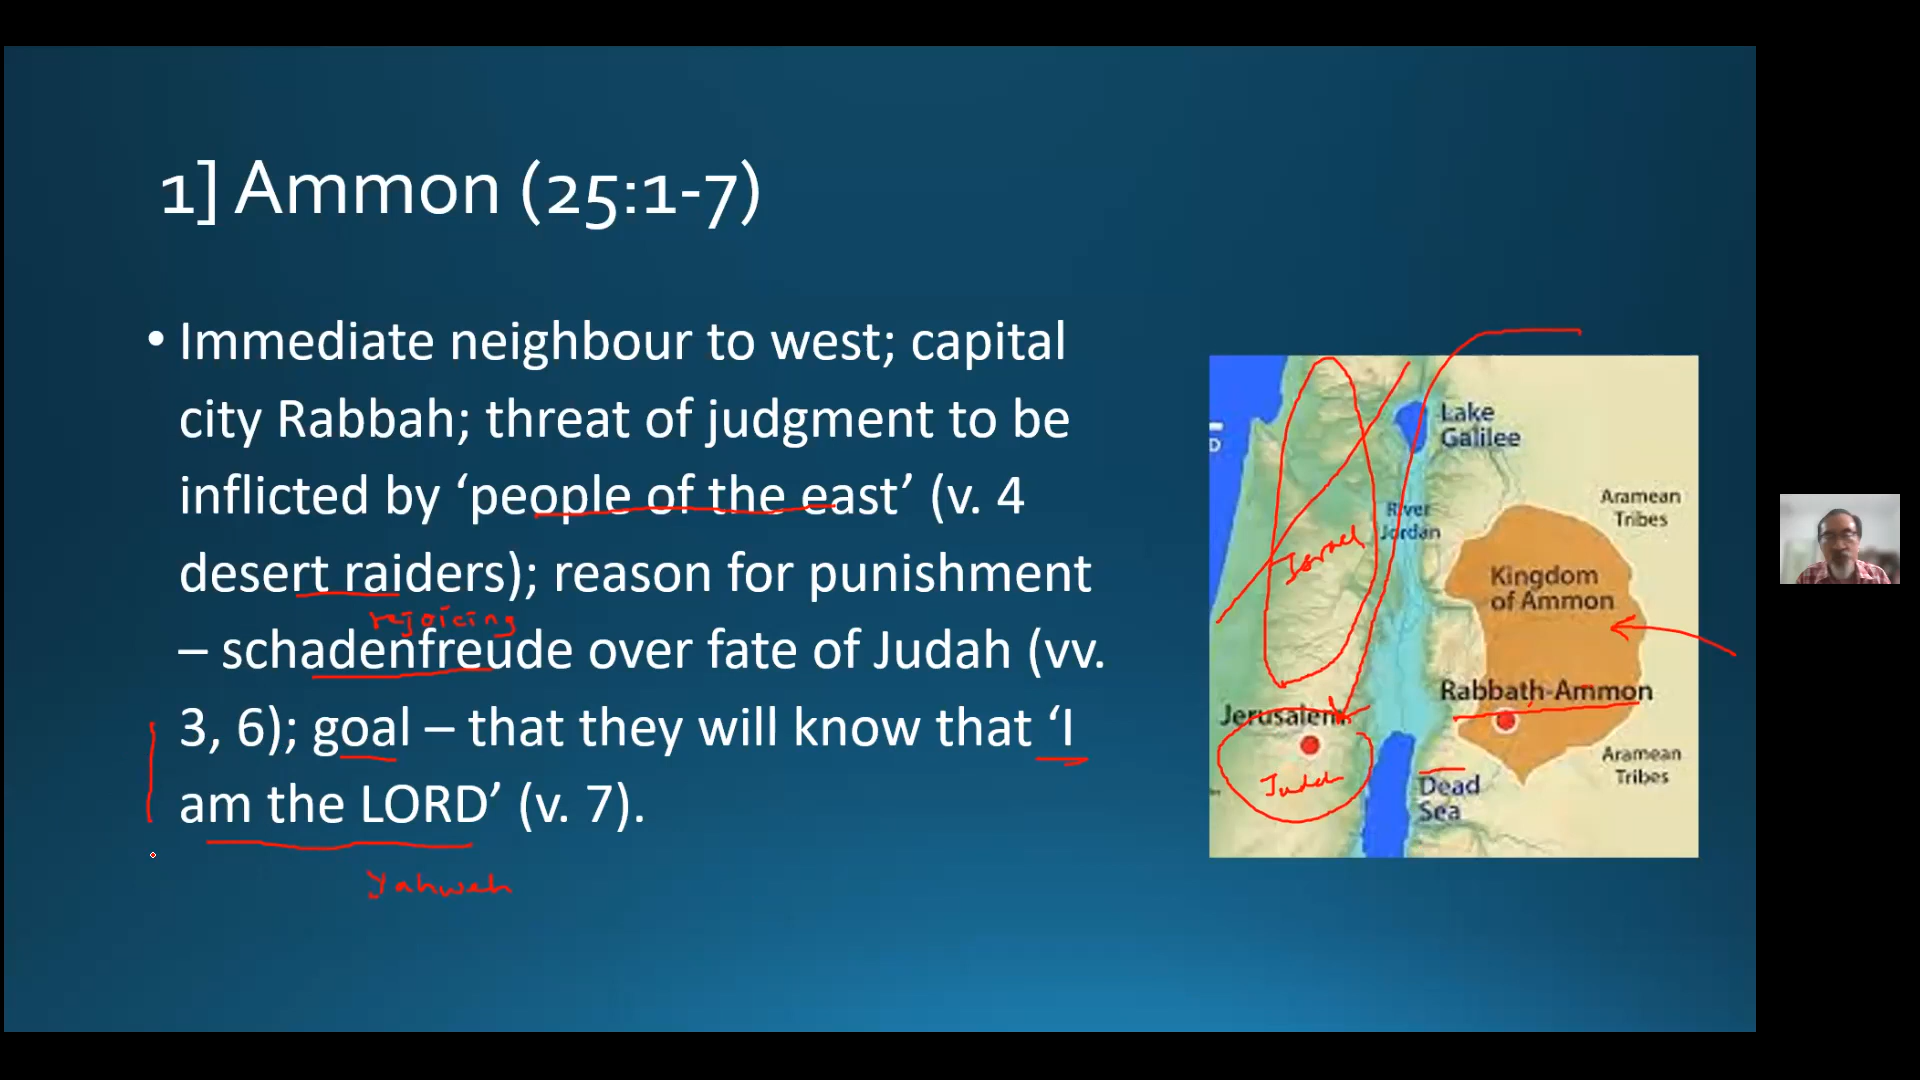 1] Ammon (25:1-7)
• Immediate neighbour to west; capital
city Rabbah; threat of judgment to be
inflicted by ‘people of the east’ (v. 4
desert raiders); reason for punishment
rejoicing
– schadenfreude over fate of Judah (vv.
3, 6); goal – that they will know that ‘I
am the LORD’ (v. 7).
Yahweh
Lake
Galilee
Aramean
Tribes
River
Jordan
Israel
Kingdom
of Ammon
Rabbath-Ammon
Jerusalem
Judah
Aramean
Tribes
Dead
Sea